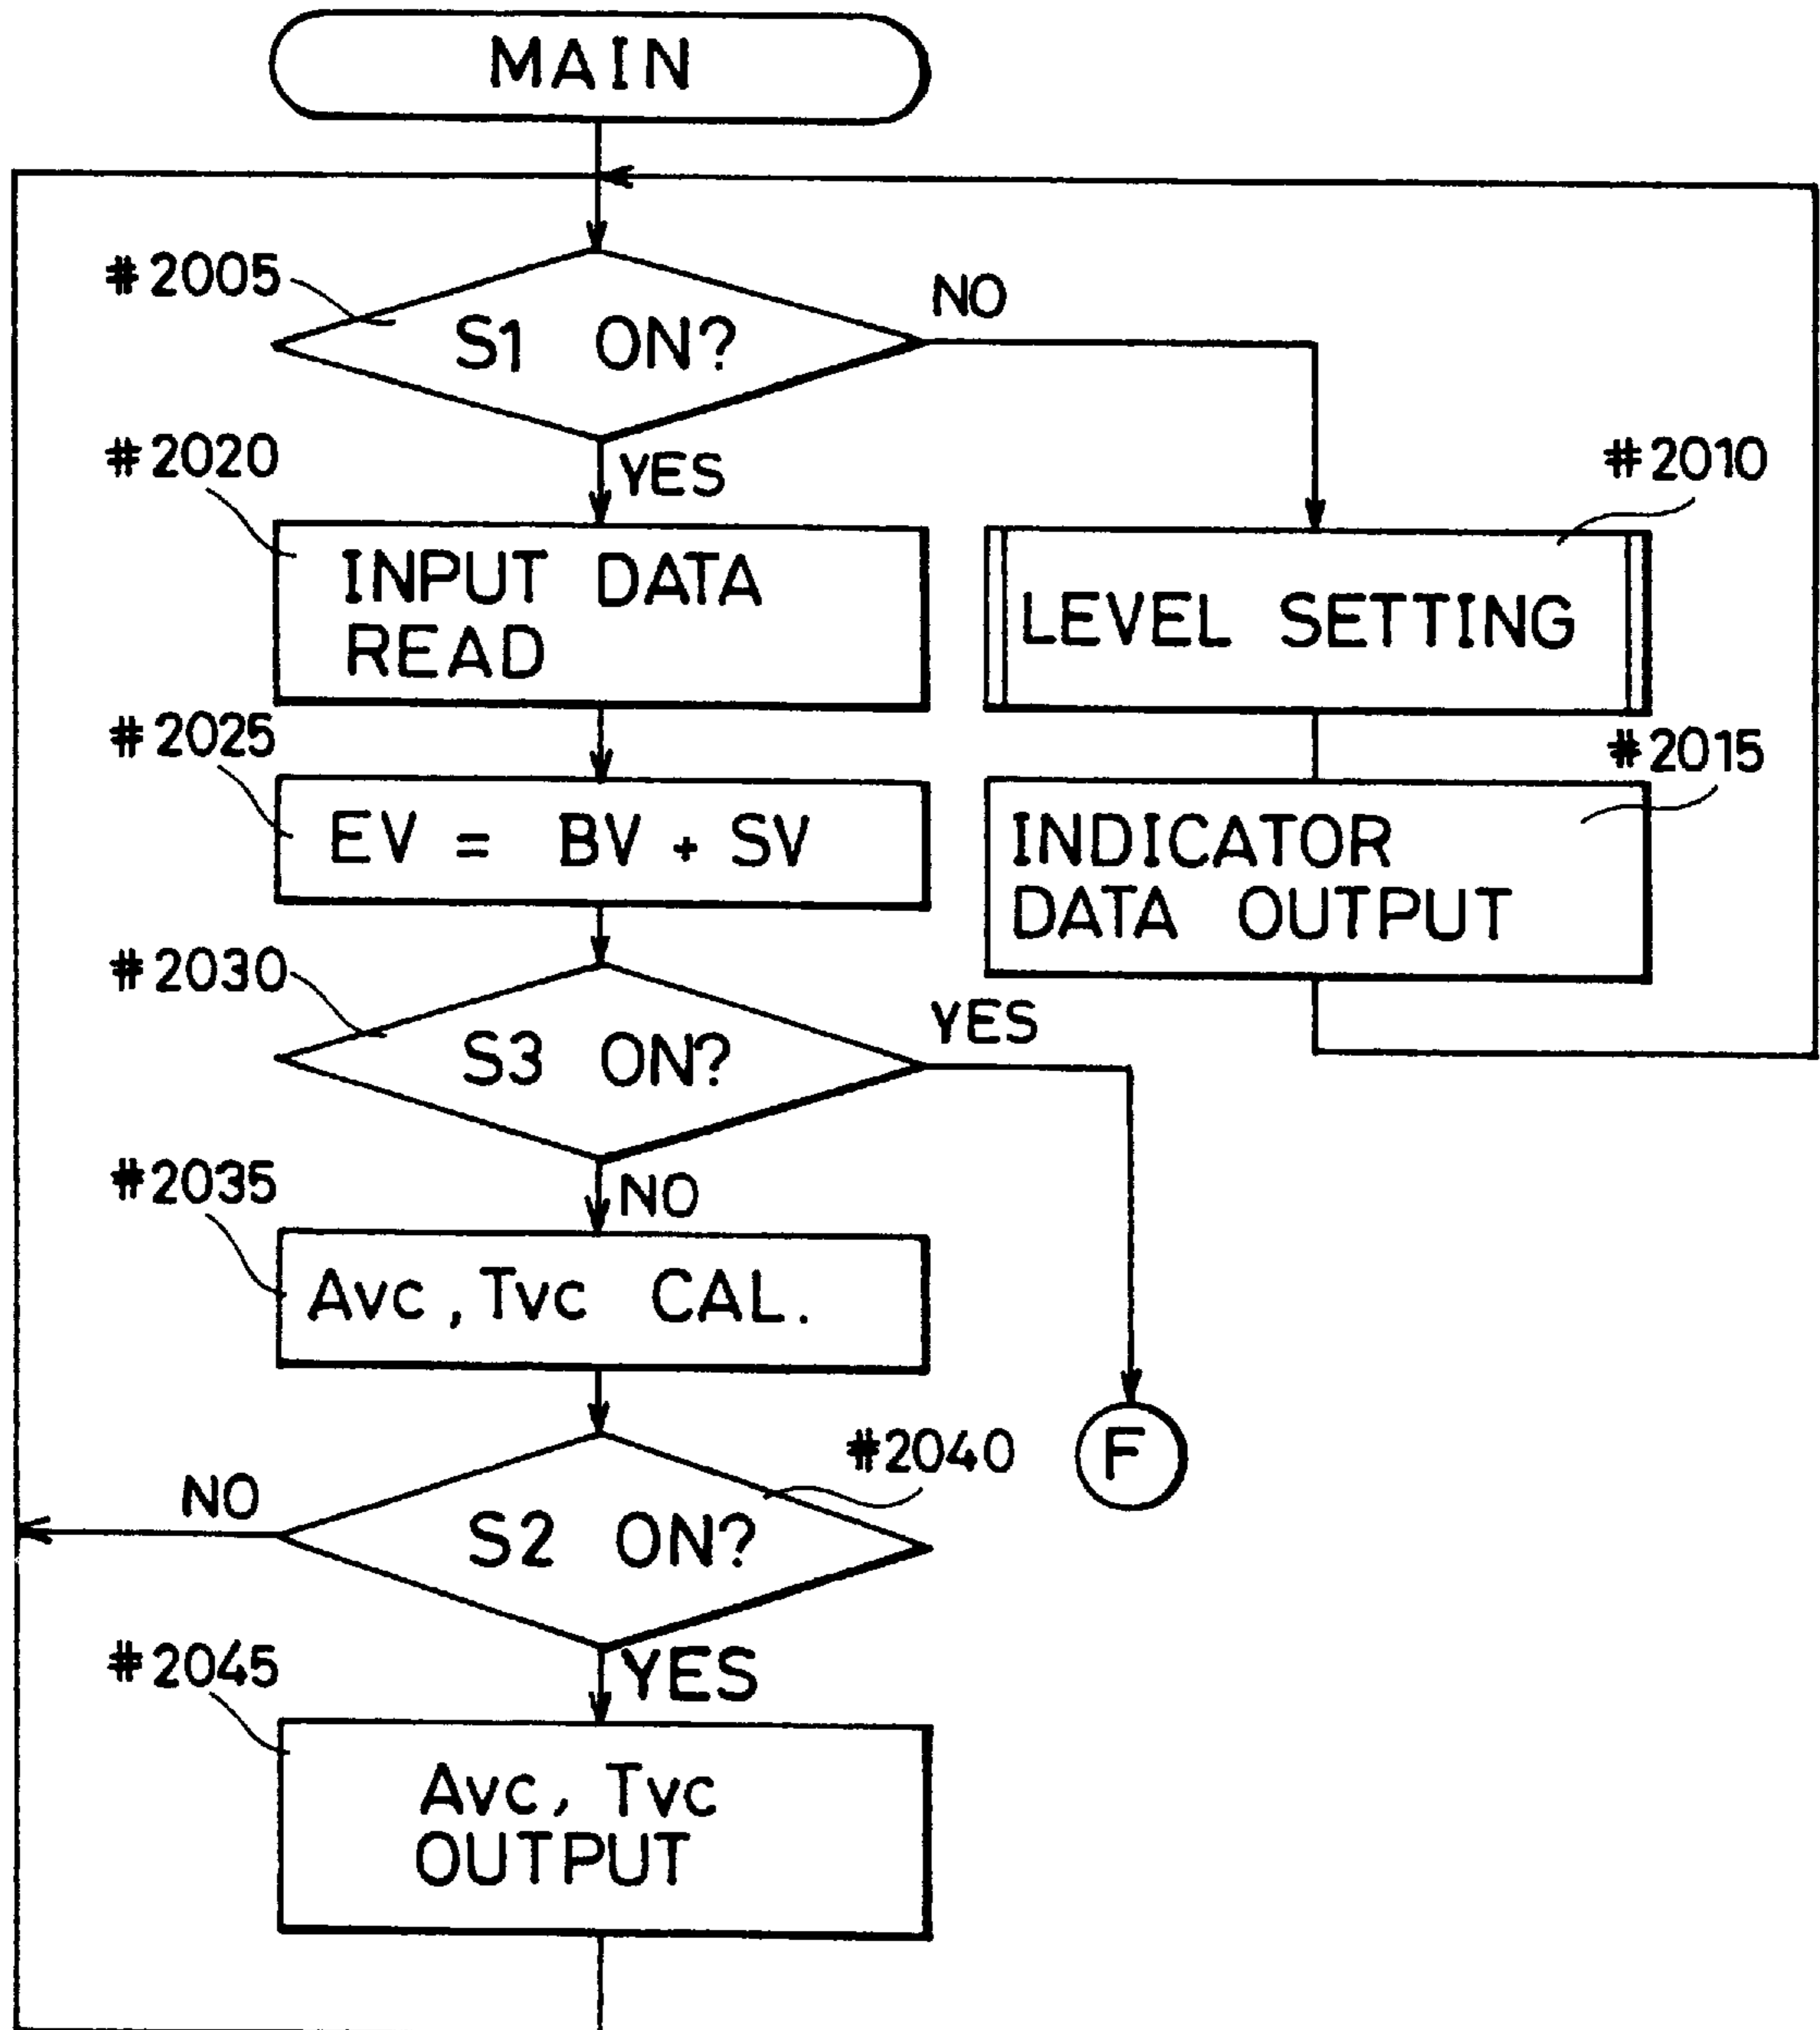 MAIN
#2005
S1 ON?
NO
YES
#2020
INPUT DATA
READ
#2010
LEVEL SETTING
#2025
EV = BV + SV
#2015
INDICATOR
DATA OUTPUT
#2030
S3 ON?
YES
NO
#2035
Avc, Tvc CAL.
F
#2040
S2 ON?
NO
YES
#2045
Avc, Tvc
OUTPUT